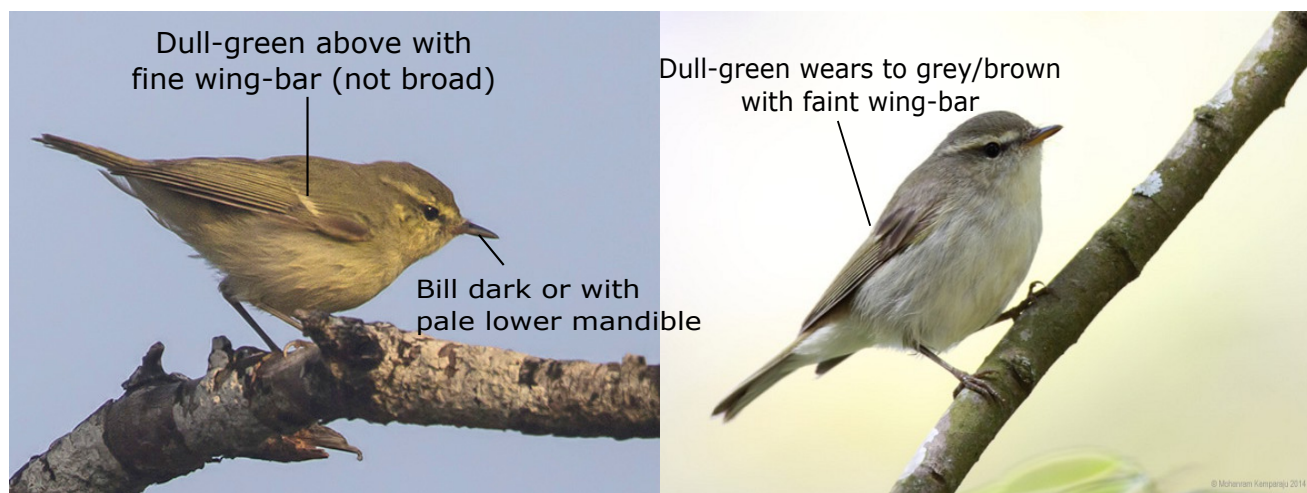 Dull-green above with
fine wing-bar (not broad)
Bill dark or with
pale lower mandible
Dull-green wears to grey/brown
with faint wing-bar
© Mohanram Kemparaju 2014